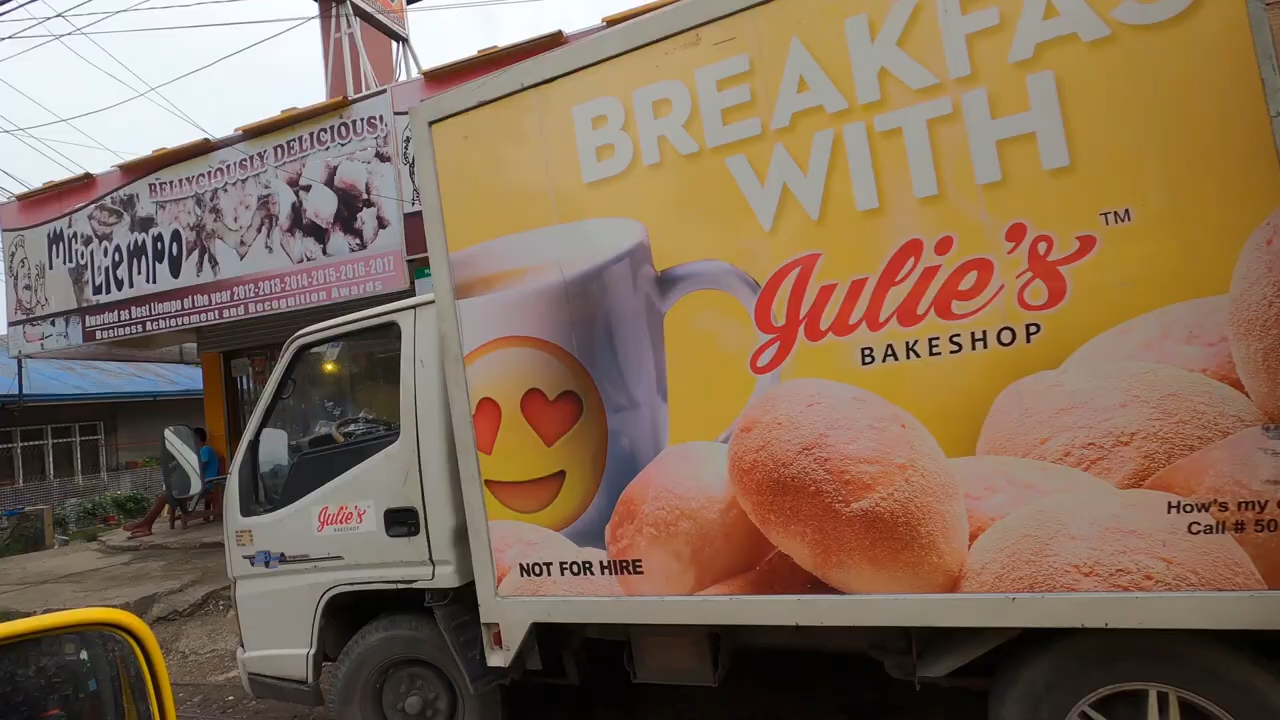 BELLYCIOUSLY DELICIOUS!
mr. Liempo
Awarded as Best Liempo of the year 2012-2013-2014-2015-2016-2017
Business Achievement and Recognition Awards
BREAKFAS
WITH
Julie's TM
BAKESHOP
Julie's
BAKESHOP
NOT FOR HIRE
How's my
Call # 50